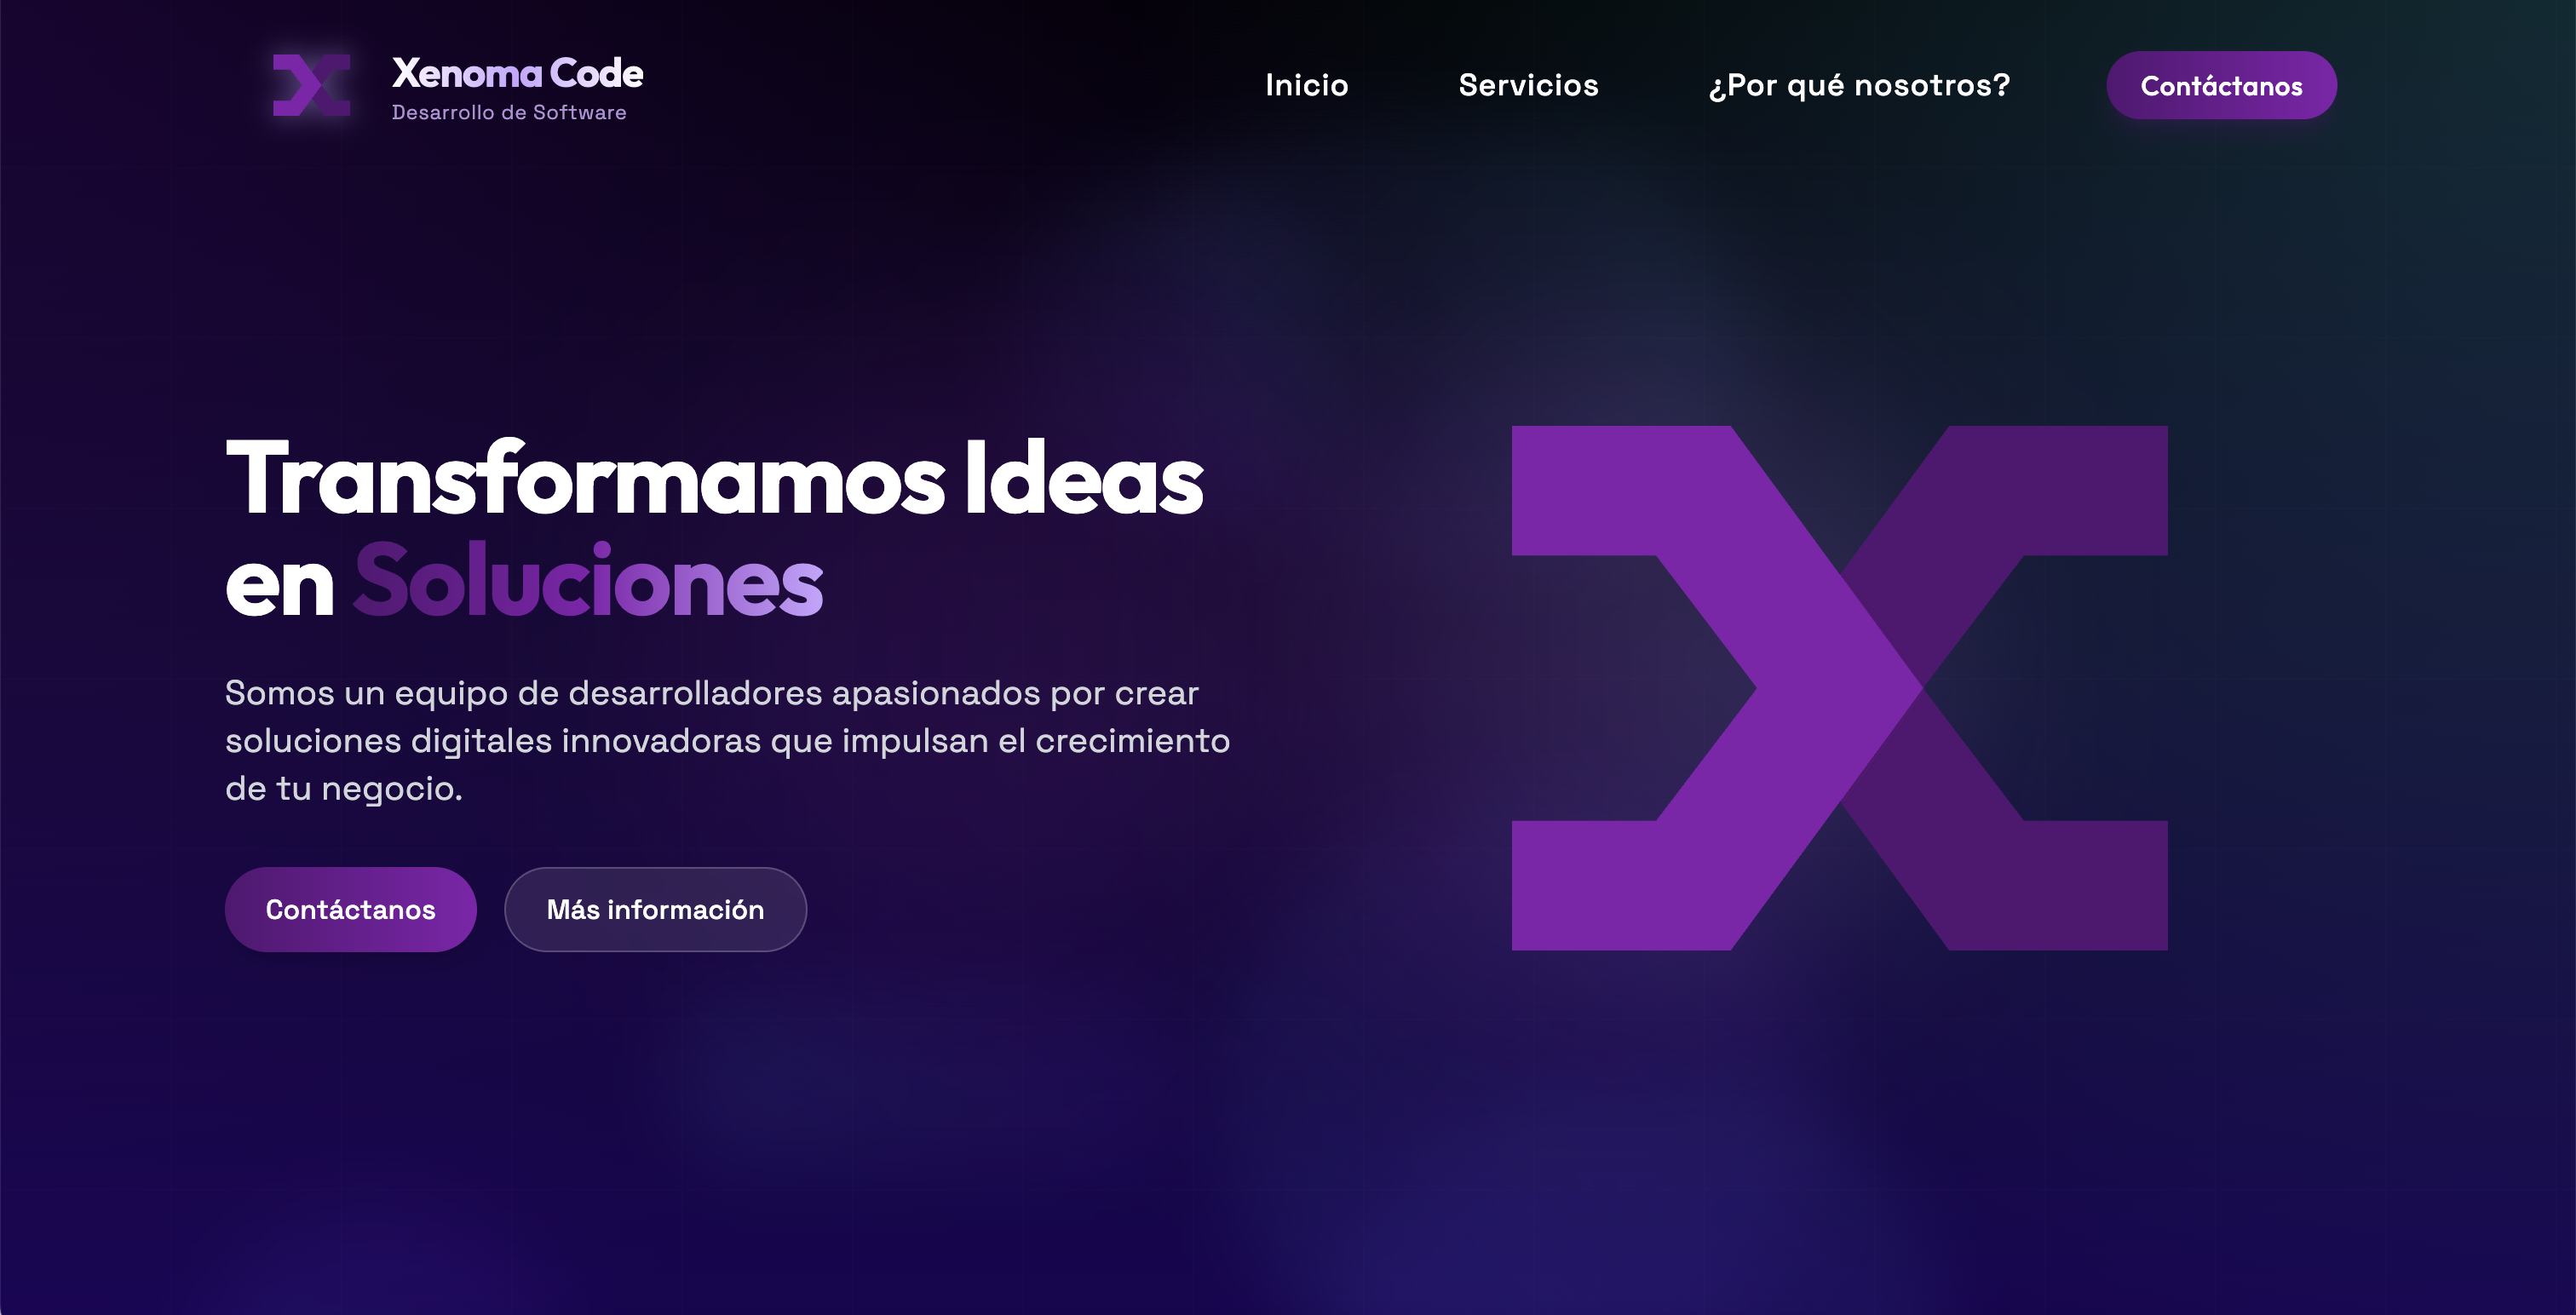 Xenoma Code
Desarrollo de Software
Inicio
Servicios
¿Por qué nosotros?
Contáctanos
Transformamos Ideas
en Soluciones
Somos un equipo de desarrolladores apasionados por crear
soluciones digitales innovadoras que impulsan el crecimiento
de tu negocio.
Contáctanos
Más información